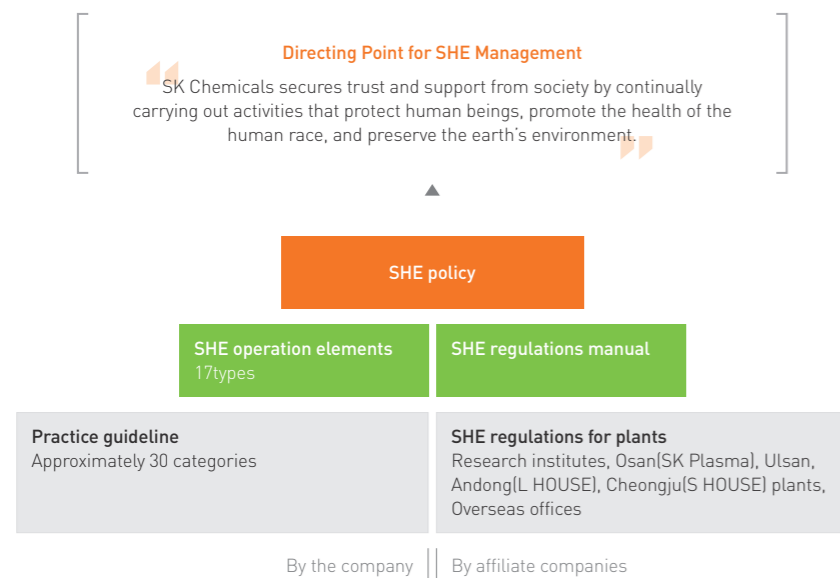 Directing Point for SHE Management
SK Chemicals secures trust and support from society by continually
carrying out activities that protect human beings, promote the health of the
human race, and preserve the earth’s environment.
SHE policy
SHE operation elements
17types
SHE regulations manual
Practice guideline
Approximately 30 categories
SHE regulations for plants
Research institutes, Osan(SK Plasma), Ulsan,
Andong(L HOUSE), Cheongju(S HOUSE) plants,
Overseas offices
By the company
By affiliate companies